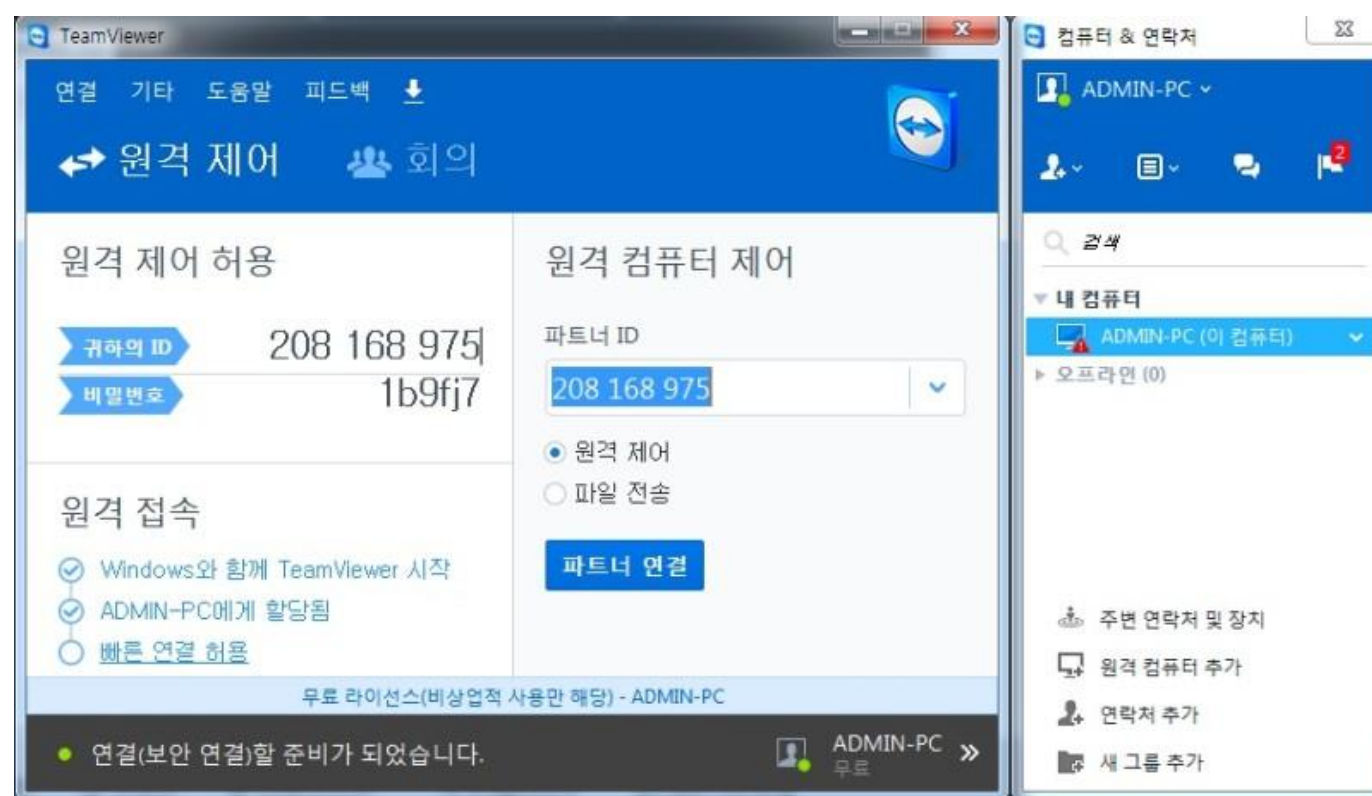 TeamViewer
연결 기타 도움말 피드백
원격 제어 회의
원격 제어 허용
귀하의 ID 208 168 975
비밀번호 1b9fj7
원격 접속
Windows와 함께 TeamViewer 시작
ADMIN-PC에게 할당됨
빠른 연결 허용
원격 컴퓨터 제어
파트너 ID
208 168 975
원격 제어
파일 전송
파트너 연결
무료 라이선스(비상업적 사용만 해당) - ADMIN-PC
연결(보안 연결)할 준비가 되었습니다.
ADMIN-PC
무료
컴퓨터 & 연락처
ADMIN-PC
2
검색
내 컴퓨터
ADMIN-PC (이 컴퓨터)
오프라인 (0)
주변 연락처 및 장치
원격 컴퓨터 추가
연락처 추가
새 그룹 추가